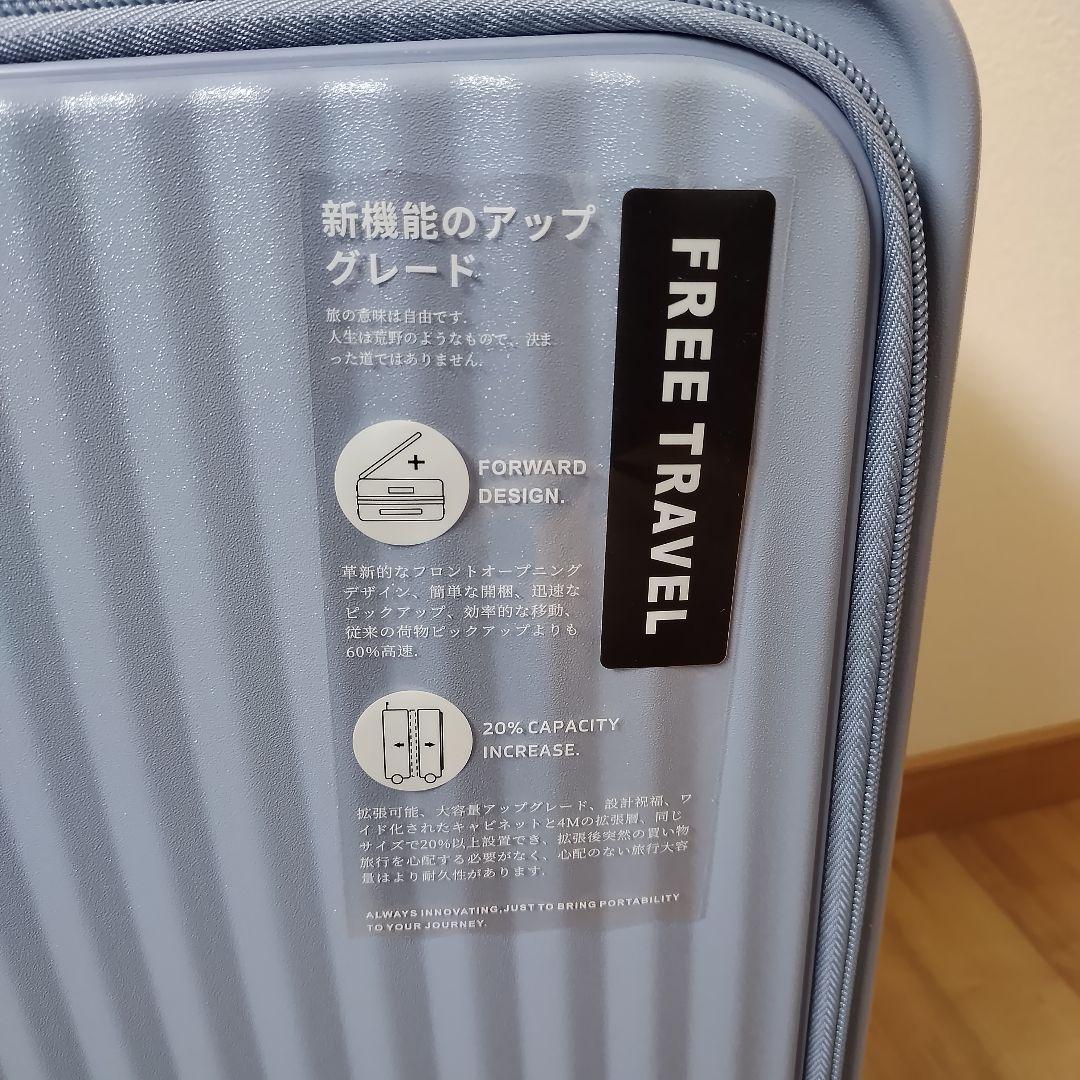 新機能のアップ
グレード
旅の意味は自由です.
人生は荒野のようなもので、決ま
った道ではありません.
FORWARD
DESIGN.
革新的なフロントオープニング
デザイン、簡単な開梱、迅速な
ピックアップ、効率的な移動、
従来の荷物ピックアップよりも
60%高速.
20% CAPACITY
INCREASE.
拡張可能、大容量アップグレード、設計祝福、ワ
イド化されたキャビネットと4Mの拡張層、同じ
サイズで20%以上設置でき、拡張後突然の買い物
旅行を心配する必要がなく、心配のない旅行大容
量はより耐久性があります.
ALWAYS INNOVATING,JUST TO BRING PORTABILITY
TO YOUR JOURNEY.
FREE TRAVEL